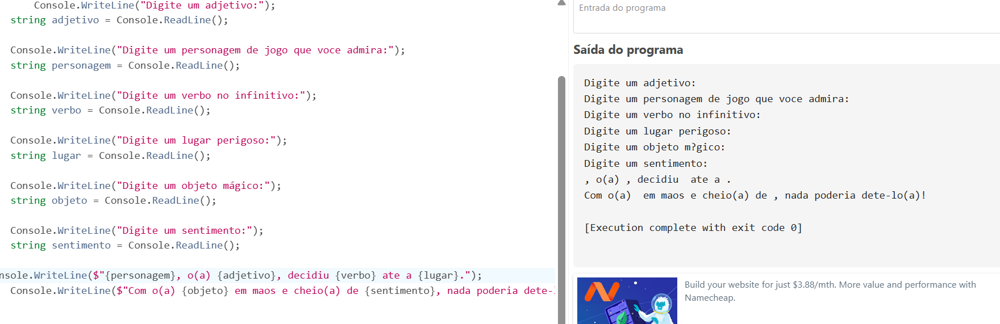 Console.WriteLine("Digite um adjetivo:");
string adjetivo = Console.ReadLine();
Console.WriteLine("Digite um personagem de jogo que voce admira:");
string personagem = Console.ReadLine();
Console.WriteLine("Digite um verbo no infinitivo:");
string verbo = Console.ReadLine();
Console.WriteLine("Digite um lugar perigoso:");
string lugar = Console.ReadLine();
Console.WriteLine("Digite um objeto mágico:");
string objeto = Console.ReadLine();
Console.WriteLine("Digite um sentimento:");
string sentimento = Console.ReadLine();
nsole.WriteLine($"{personagem}, o(a) {adjetivo}, decidiu {verbo} ate a {lugar}.");
Console.WriteLine($"Com o(a) {objeto} em maos e cheio(a) de {sentimento}, nada poderia dete-
Entrada do programa
Saída do programa
Digite um adjetivo:
Digite um personagem de jogo que voce admira:
Digite um verbo no infinitivo:
Digite um lugar perigoso:
Digite um objeto m?gico:
Digite um sentimento:
, o(a) , decidiu  ate a .
Com o(a)  em maos e cheio(a) de , nada poderia dete-lo(a)!
[Execution complete with exit code 0]
Build your website for just $3.88/mth. More value and performance with
Namecheap.